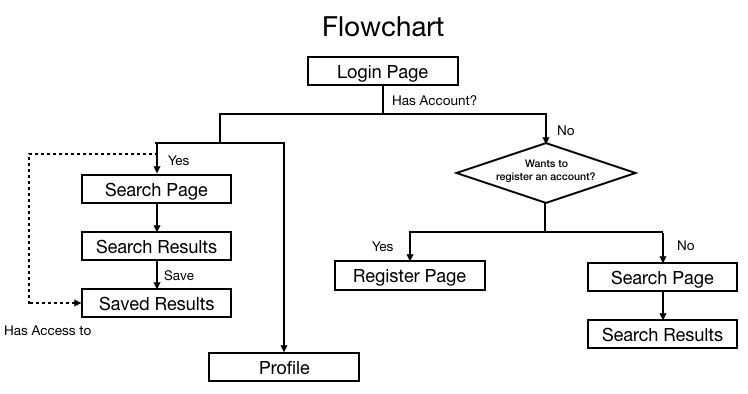 Flowchart
Login Page
Has Account?
No
Yes
Wants to
register an account?
Search Page
Search Results
Yes
No
Save
Register Page
Search Page
Saved Results
Has Access to
Search Results
Profile